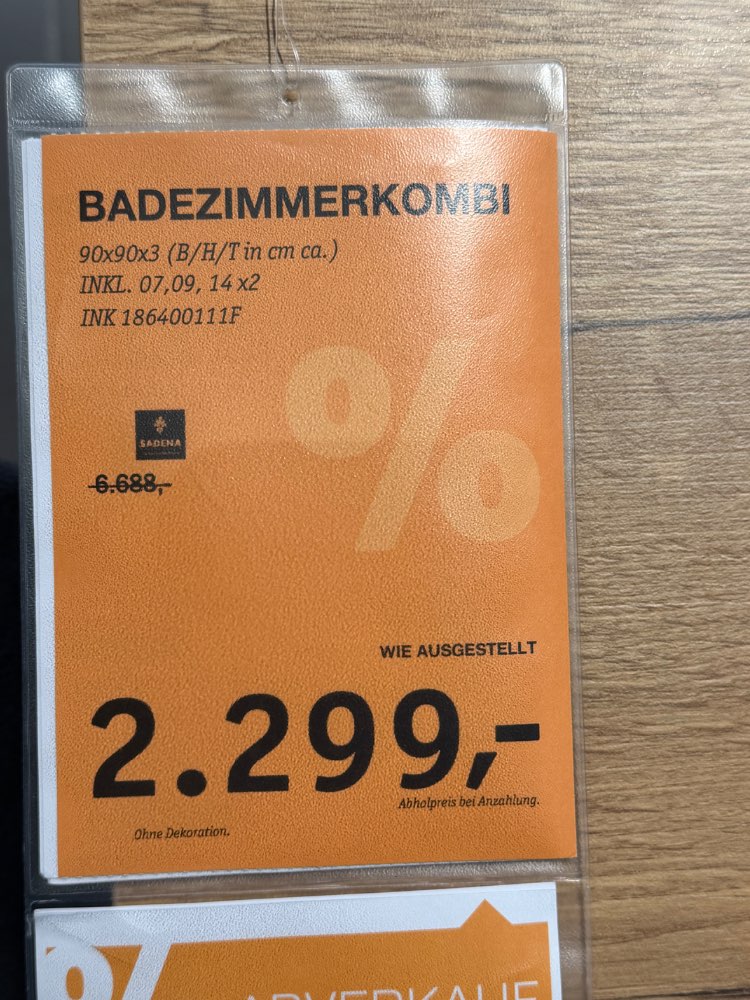 BADEZIMMERKOMBI
90x90x3 (B/H/T in cm ca.)
INKL. 07,09, 14 x2
INK 186400111F
%
SADENA
6.688,-
WIE AUSGESTELLT
2.299,-
Abholpreis bei Anzahlung.
Ohne Dekoration.
%
ABVERKAUF